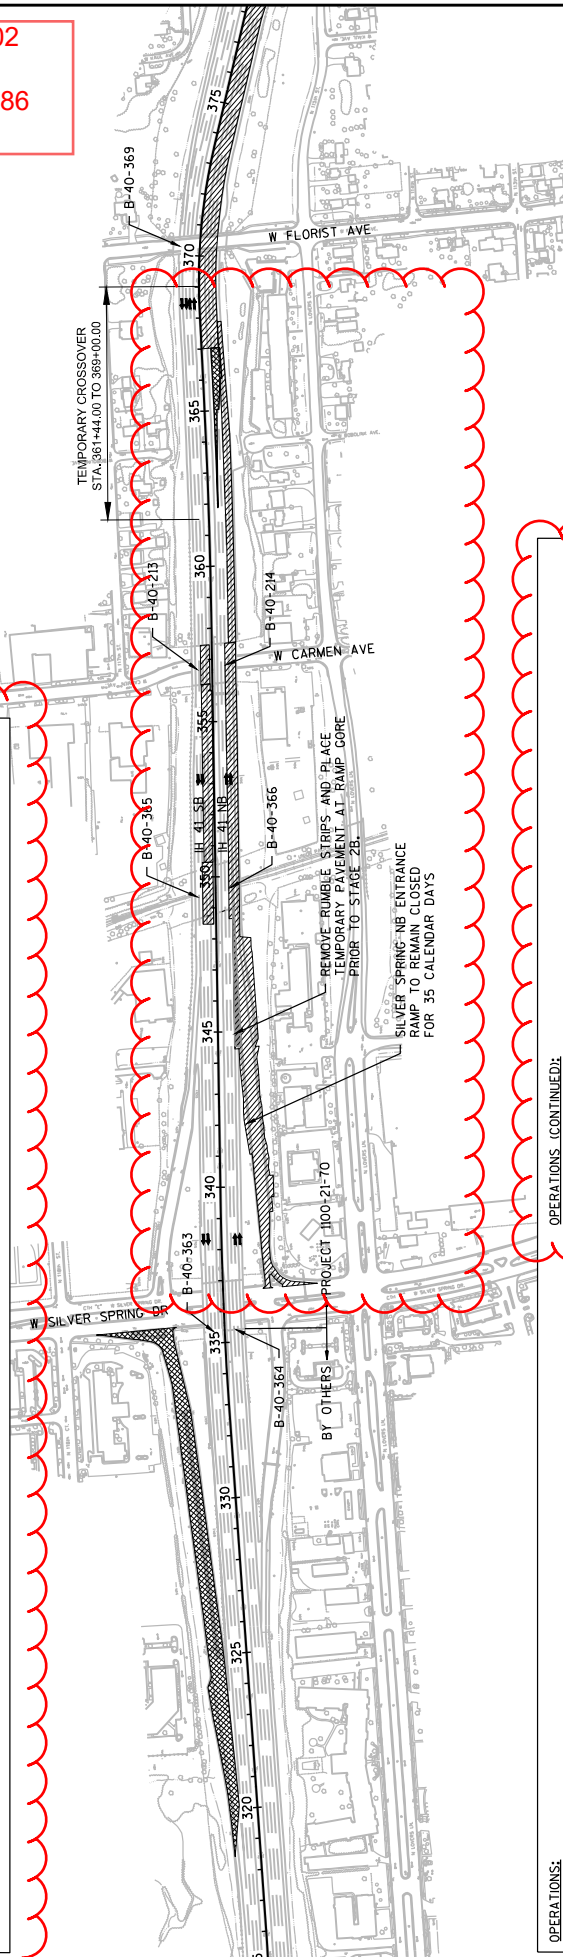 02
86
375
B-40-369
W FLORIST AVE
370
TEMPORARY CROSSOVER
STA. 361+44.00 TO 369+00.00
365
360
B-40-213
B-40-214
W CARMEN AVE
355
IH 41 SB
IH 41 NB
B-40-365
B-40-366
350
REMOVE RUMBLE STRIPS AND PLACE
TEMPORARY PAVEMENT AT RAMP GORE
PRIOR TO STAGE 2B.
SILVER SPRING NB ENTRANCE
RAMP TO REMAIN CLOSED
FOR 35 CALENDAR DAYS
345
340
B-40-363
PROJECT 1100-21-70
BY OTHERS
W SILVER SPRING DR
335
B-40-364
330
325
320
OPERATIONS (CONTINUED):
OPERATIONS: